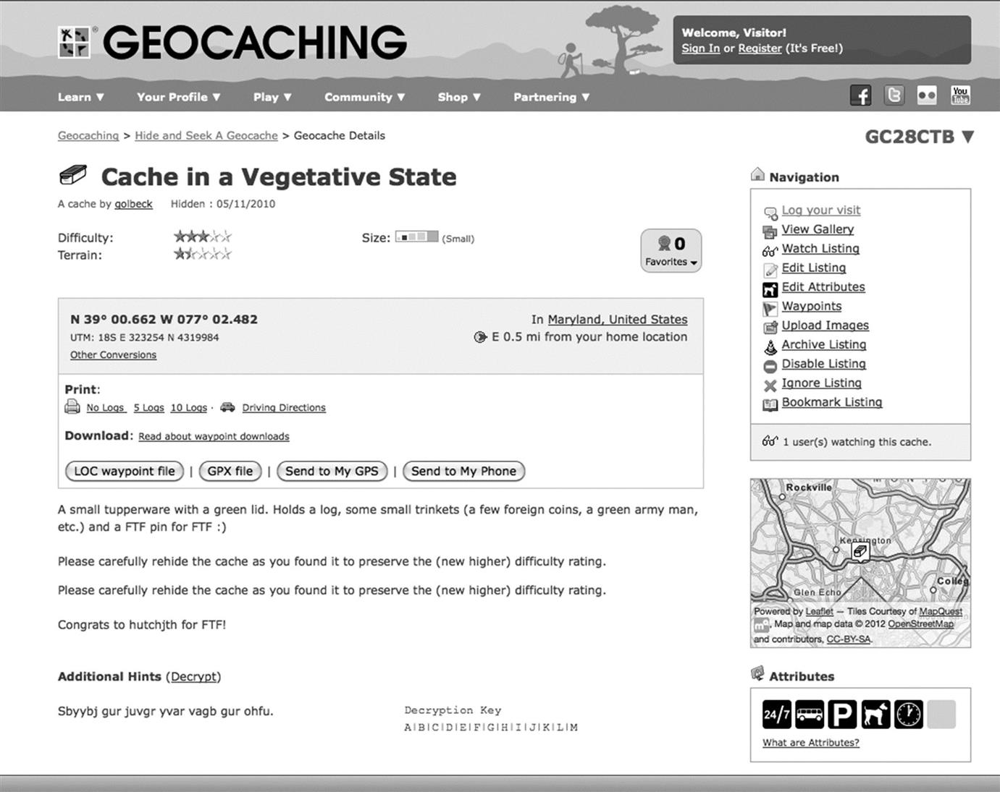 GEOCACHING
Welcome, Visitor!
Sign In or Register (It's Free!)
Learn ▼ Your Profile ▼ Play ▼ Community ▼ Shop ▼ Partnering ▼
You Tube
Geocaching > Hide and Seek A Geocache > Geocache Details
GC28CTB ▼
Cache in a Vegetative State
A cache by golbeck Hidden : 05/11/2010
Difficulty:
Size: (Small)
Terrain:
0
Favorites
N 39° 00.662 W 077° 02.482
UTM: 18S E 323254 N 4319984
Other Conversions
In Maryland, United States
E 0.5 mi from your home location
Print:
No Logs 5 Logs 10 Logs · Driving Directions
Download: Read about waypoint downloads
LOC waypoint file | GPX file | Send to My GPS | Send to My Phone
A small tupperware with a green lid. Holds a log, some small trinkets (a few foreign coins, a green army man,
etc.) and a FTF pin for FTF :)
Please carefully rehide the cache as you found it to preserve the (new higher) difficulty rating.
Please carefully rehide the cache as you found it to preserve the (new higher) difficulty rating.
Congrats to hutchjth for FTF!
Additional Hints (Decrypt)
Sbyybj gur juvgr yvar vagb gur ohfu.
Decryption Key
A|B|C|D|E|F|G|H|I|J|K|L|M
Navigation
Log your visit
View Gallery
Watch Listing
Edit Listing
Edit Attributes
Waypoints
Upload Images
Archive Listing
Disable Listing
Ignore Listing
Bookmark Listing
1 user(s) watching this cache.
Rockville
Kensington
Colleg
Glen Echo
Powered by Leaflet — Tiles Courtesy of MapQuest
, Map and map data © 2012 OpenStreetMap
and contributors, CC-BY-SA.
Attributes
24/7 P
What are Attributes?